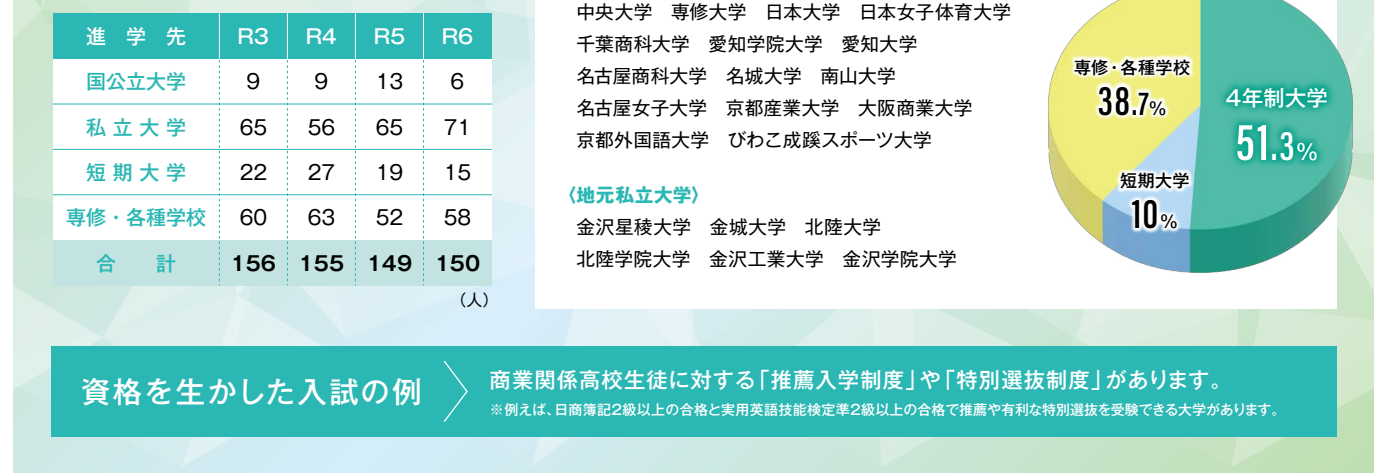 進学先 R3 R4 R5 R6
国公立大学 9 9 13 6
私立大学 65 56 65 71
短期大学 22 27 19 15
専修・各種学校 60 63 52 58
合計 156 155 149 150
（人）
中央大学 専修大学 日本大学 日本女子体育大学
千葉商科大学 愛知学院大学 愛知大学
名古屋商科大学 名城大学 南山大学
名古屋女子大学 京都産業大学 大阪商業大学
京都外国語大学 びわこ成蹊スポーツ大学
〈地元私立大学〉
金沢星稜大学 金城大学 北陸大学
北陸学院大学 金沢工業大学 金沢学院大学
専修・各種学校
38.7%
4年制大学
51.3%
短期大学
10%
資格を生かした入試の例
商業関係高校生徒に対する「推薦入学制度」や「特別選抜制度」があります。
※例えば、日商簿記2級以上の合格と実用英語技能検定準2級以上の合格で推薦や有利な特別選抜を受験できる大学があります。